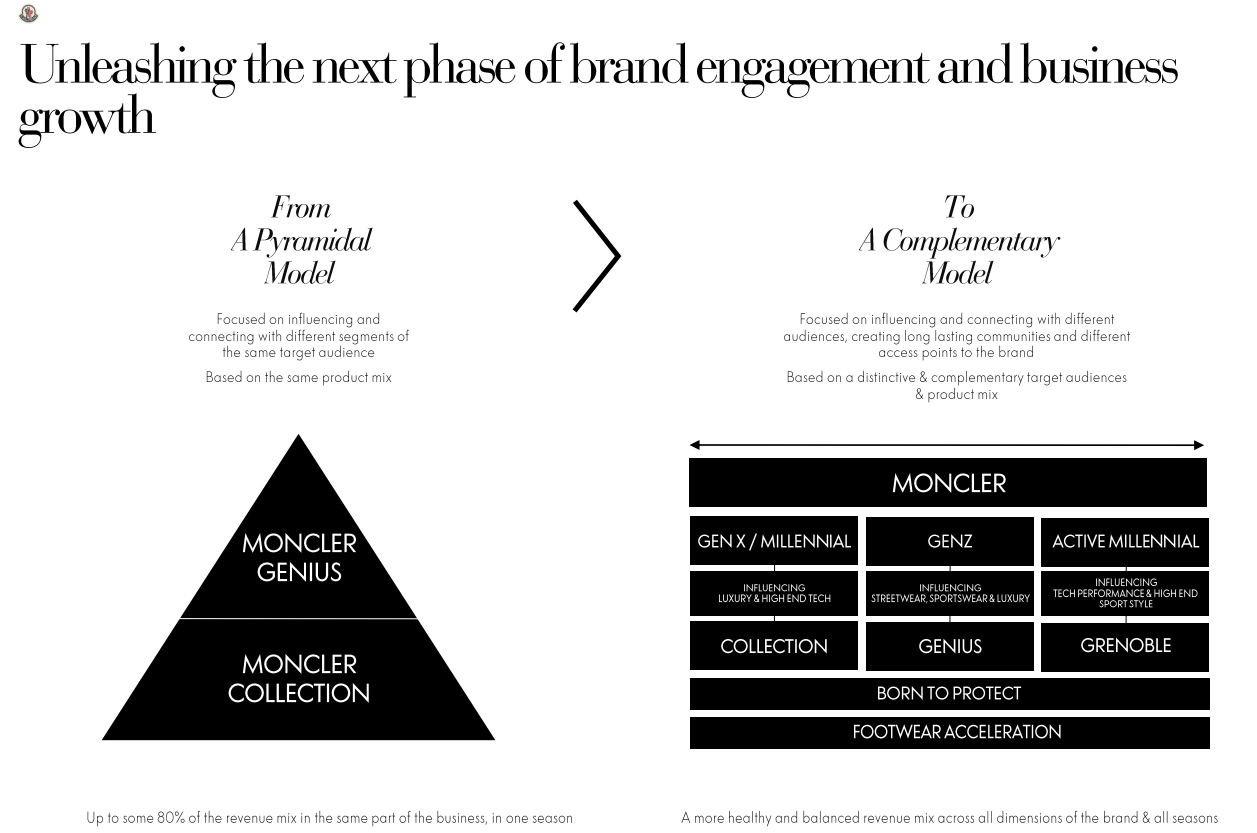 Unleashing the next phase of brand engagement and business
growth
From
A Pyramidal
Model
Focused on influencing and
connecting with different segments of
the same target audience
Based on the same product mix
MONCLER
GENIUS
MONCLER
COLLECTION
Up to some 80% of the revenue mix in the same part of the business, in one season
To
A Complementary
Model
Focused on influencing and connecting with different
audiences, creating long lasting communities and different
access points to the brand
Based on a distinctive & complementary target audiences
& product mix
MONCLER
GEN X / MILLENNIAL
GENZ
ACTIVE MILLENNIAL
INFLUENCING
LUXURY & HIGH END TECH
INFLUENCING
STREETWEAR, SPORTSWEAR & LUXURY
INFLUENCING
TECH PERFORMANCE & HIGH END
SPORT STYLE
COLLECTION
GENIUS
GRENOBLE
BORN TO PROTECT
FOOTWEAR ACCELERATION
A more healthy and balanced revenue mix across all dimensions of the brand & all seasons